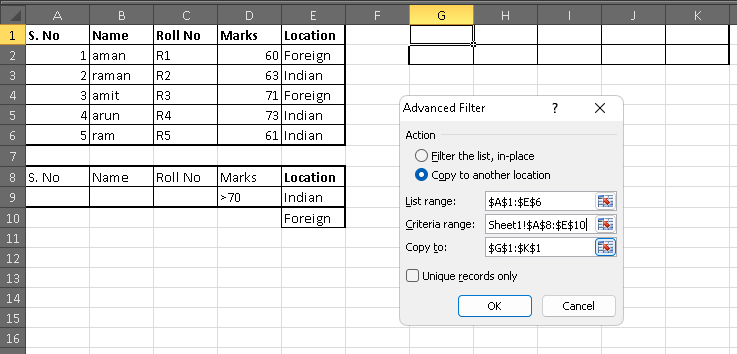 A B C D E F G H I J K
1 S. No Name Roll No Marks Location
2 1 aman R1 60 Foreign
3 2 raman R2 63 Indian
4 3 amit R3 71 Foreign
5 4 arun R4 73 Indian
6 5 ram R5 61 Indian
7
8 S. No Name Roll No Marks Location
9 >70 Indian
10 Foreign
11
12
13
14
15
16
Advanced Filter ?
Action
Filter the list, in-place
Copy to another location
List range: $A$1:$E$6
Criteria range: Sheet1!$A$8:$E$10
Copy to: $G$1:$K$1
Unique records only
OK Cancel